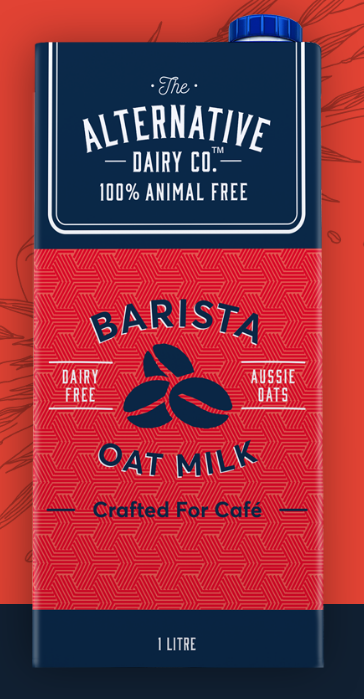 The
ALTERNATIVE
DAIRY CO.™
100% ANIMAL FREE
BARISTA
DAIRY
FREE
AUSSIE
OATS
OAT MILK
Crafted For Café
1 LITRE